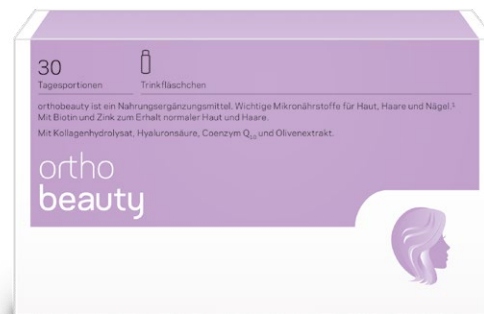 30
Tagesportionen
Trinkfläschchen
orthobeauty ist ein Nahrungsergänzungsmittel. Wichtige Mikronährstoffe für Haut, Haare und Nägel.¹
Mit Biotin und Zink zum Erhalt normaler Haut und Haare.
Mit Kollagenhydrolysat, Hyaluronsäure, Coenzym Q₁₀ und Olivenextrakt.
ortho
beauty